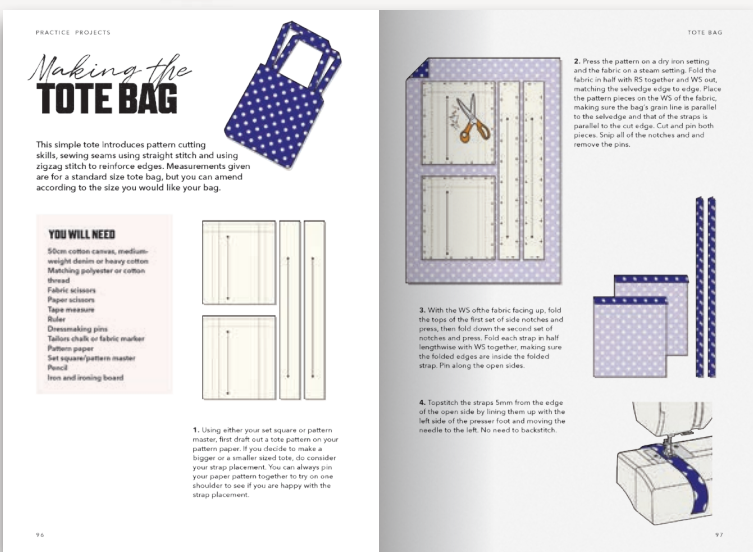 PRACTICE PROJECTS
Making the
TOTE BAG
This simple tote introduces pattern cutting
skills, sewing seams using straight stitch and using
zigzag stitch to reinforce edges. Measurements given
are for a standard size tote bag, but you can amend
according to the size you would like your bag.
YOU WILL NEED
50cm cotton canvas, medium-
weight denim or heavy cotton
Matching polyester or cotton
thread
Fabric scissors
Paper scissors
Tape measure
Ruler
Dressmaking pins
Tailors chalk or fabric marker
Pattern paper
Set square/pattern master
Pencil
Iron and ironing board
1. Using either your set square or pattern
master, first draft out a tote pattern on your
pattern paper. If you decide to make a
bigger or a smaller sized tote, do consider
your strap placement. You can always pin
your paper pattern together to try on one
shoulder to see if you are happy with the
strap placement.
96
TOTE BAG
2. Press the pattern on a dry iron setting
and the fabric on a steam setting. Fold the
fabric in half with RS together and WS out,
matching the selvedge edge to edge. Place
the pattern pieces on the WS of the fabric,
making sure the bag's grain line is parallel
to the selvedge and that of the straps is
parallel to the cut edge. Cut and pin both
pieces. Snip all of the notches and and
remove the pins.
3. With the WS ofthe fabric facing up, fold
the tops of the first set of side notches and
press, then fold down the second set of
notches and press. Fold each strap in half
lengthwise with WS together, making sure
the folded edges are inside the folded
strap. Pin along the open sides.
4. Topstitch the straps 5mm from the edge
of the open side by lining them up with the
left side of the presser foot and moving the
needle to the left. No need to backstitch.
97